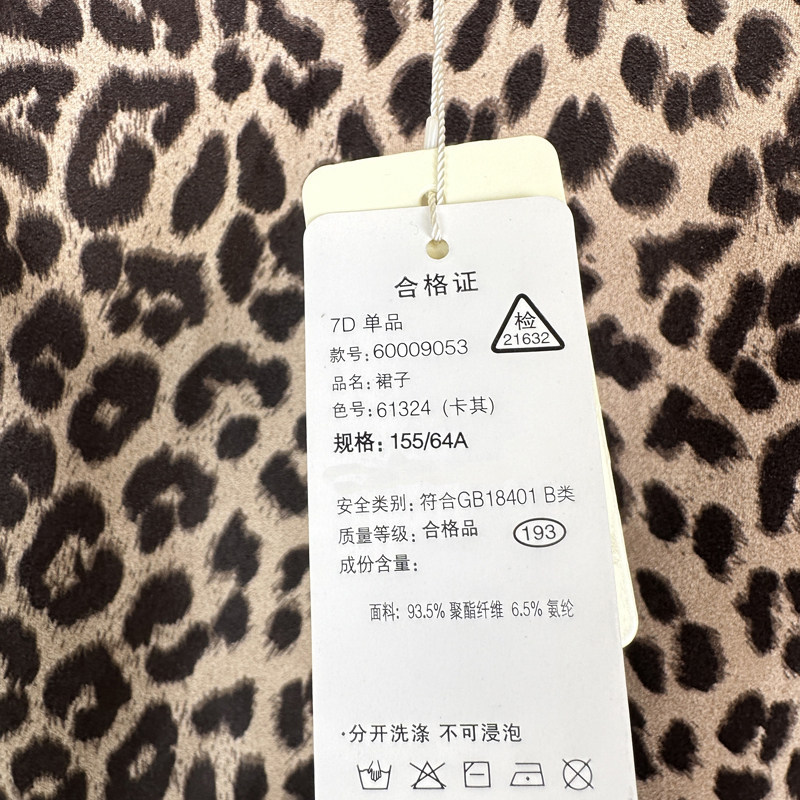 合格证
7D 单品
检
21632
款号:60009053
品名:裙子
色号:61324 (卡其)
规格:155/64A
安全类别:符合GB18401 B类
质量等级:合格品 193
成份含量:
面料: 93.5% 聚酯纤维 6.5% 氨纶
·分开洗涤 不可浸泡